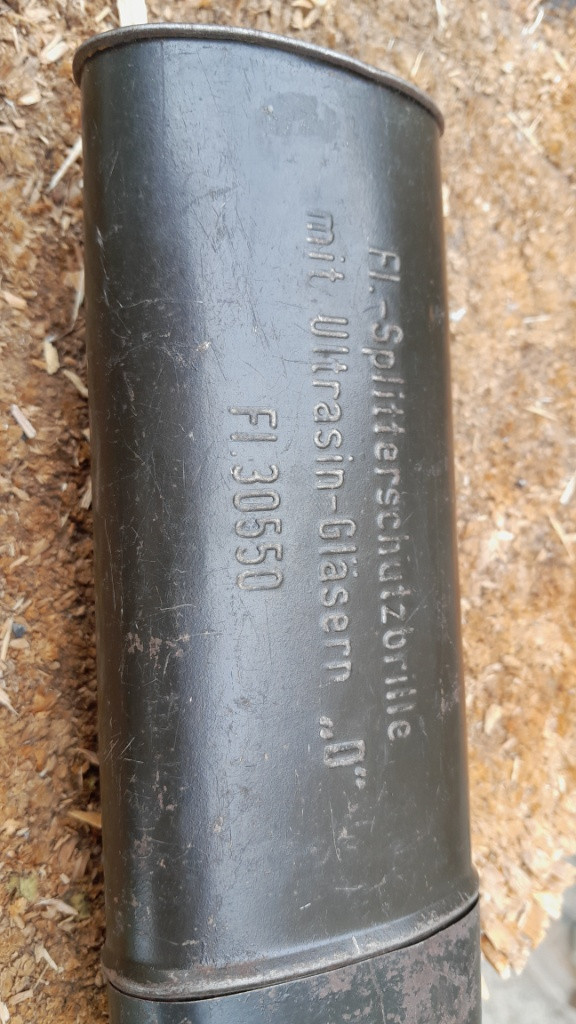 Fl.-Splitterschutzbrille
mit Ultrasin-Gläsern „0“
Fl.30550